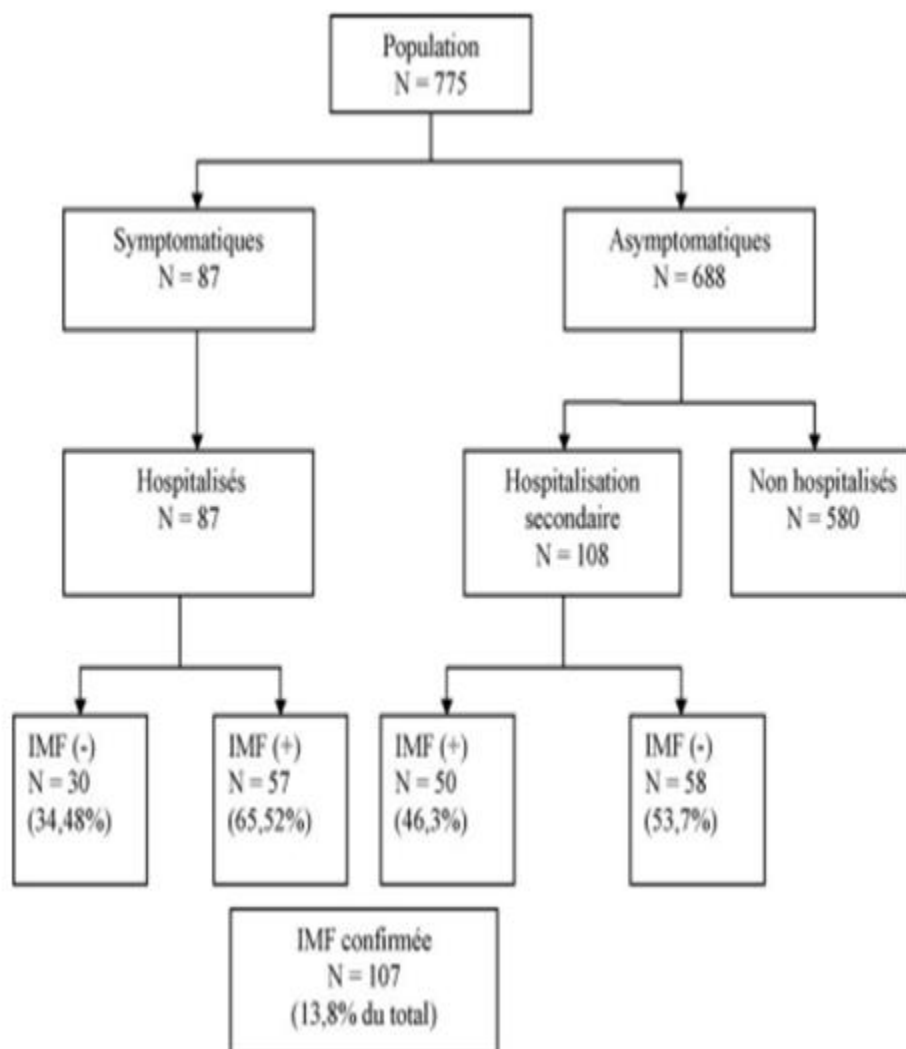 Population
N = 775
Symptomatiques
N = 87
Asymptomatiques
N = 688
Hospitalisés
N = 87
Hospitalisation
secondaire
N = 108
Non hospitalisés
N = 580
IMF (-)
N = 30
(34,48%)
IMF (+)
N = 57
(65,52%)
IMF (+)
N = 50
(46,3%)
IMF (-)
N = 58
(53,7%)
IMF confirmée
N = 107
(13,8% du total)